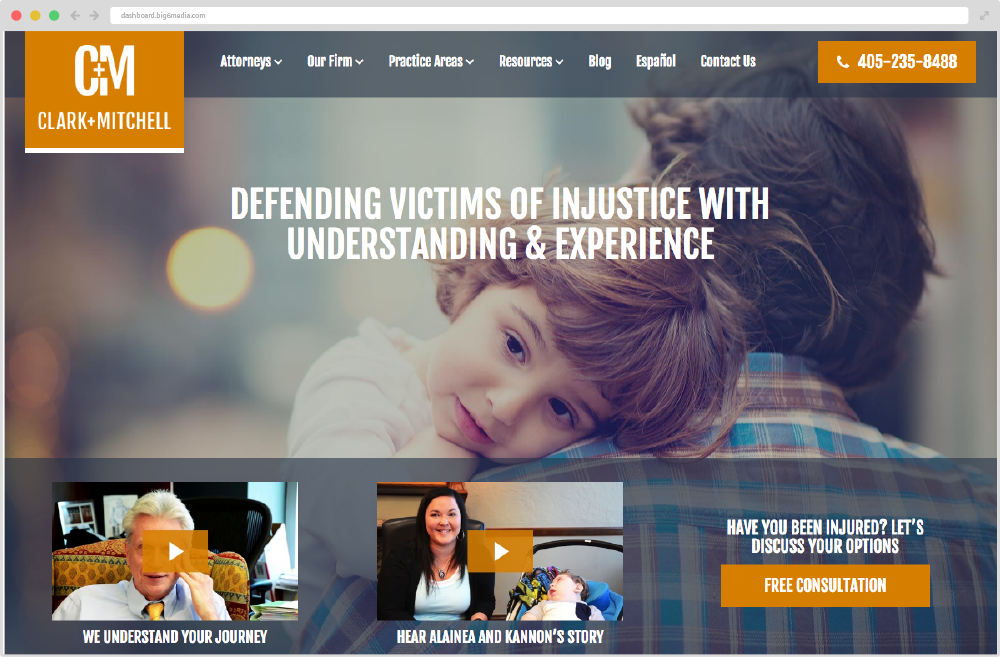 dashboard.big6media.com
C+M
CLARK+MITCHELL
Attorneys
Our Firm
Practice Areas
Resources
Blog
Español
Contact Us
405-235-8488
DEFENDING VICTIMS OF INJUSTICE WITH
UNDERSTANDING & EXPERIENCE
WE UNDERSTAND YOUR JOURNEY
HEAR ALAINEA AND KANNON'S STORY
HAVE YOU BEEN INJURED? LET'S
DISCUSS YOUR OPTIONS
FREE CONSULTATION